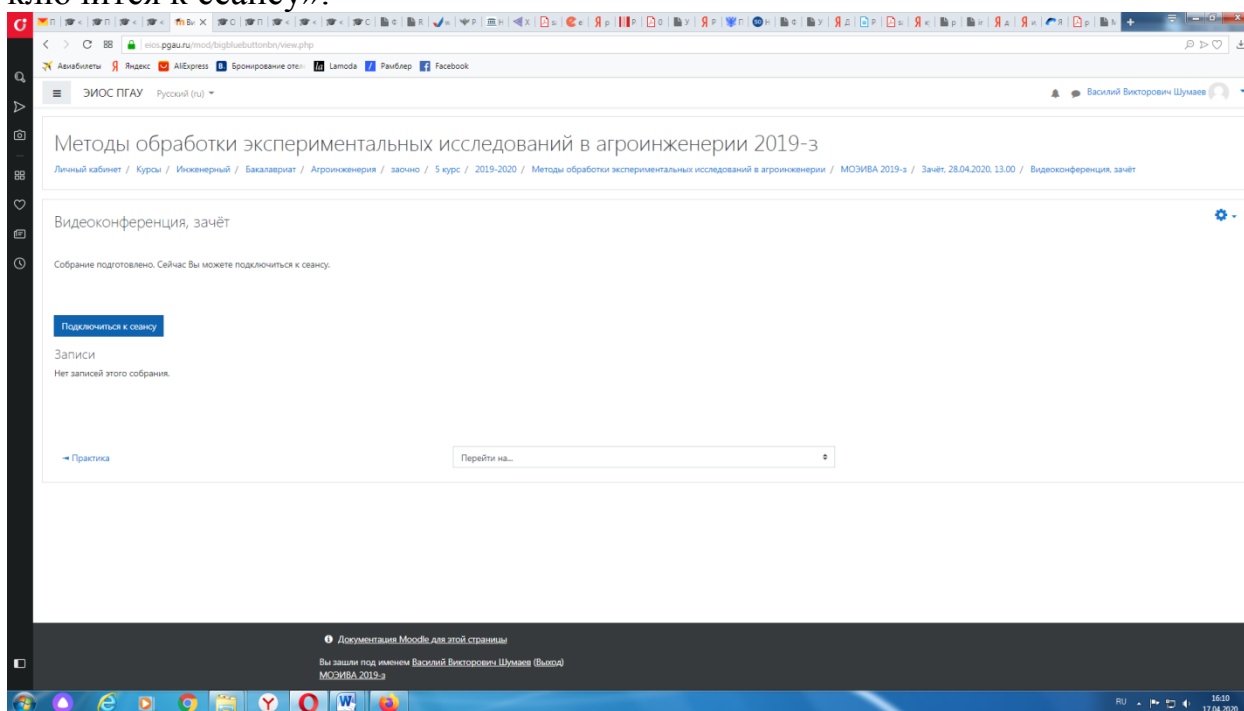 ключится к сеансу».
eios.pgau.ru/mod/bigbluebuttonbn/view.php
Авиабилеты Яндекс AliExpress Бронирование отел Lamoda Рамблер Facebook
ЭИОС ПГАУ Русский (ru)
Василий Викторович Шумаев
Методы обработки экспериментальных исследований в агроинженерии 2019-з
Личный кабинет / Курсы / Инженерный / Бакалавриат / Агроинженерия / заочно / 5 курс / 2019-2020 / Методы обработки экспериментальных исследований в агроинженерии / МОЭИВА 2019-з / Зачёт, 28.04.2020, 13.00 / Видеоконференция, зачёт
Видеоконференция, зачёт
Собрание подготовлено. Сейчас Вы можете подключиться к сеансу.
Подключиться к сеансу
Записи
Нет записей этого собрания.
◄ Практика
Перейти на...
Документация Moodle для этой страницы
Вы зашли под именем Василий Викторович Шумаев (Выход)
МОЭИВА 2019-з
RU
16:10
17.04.2020